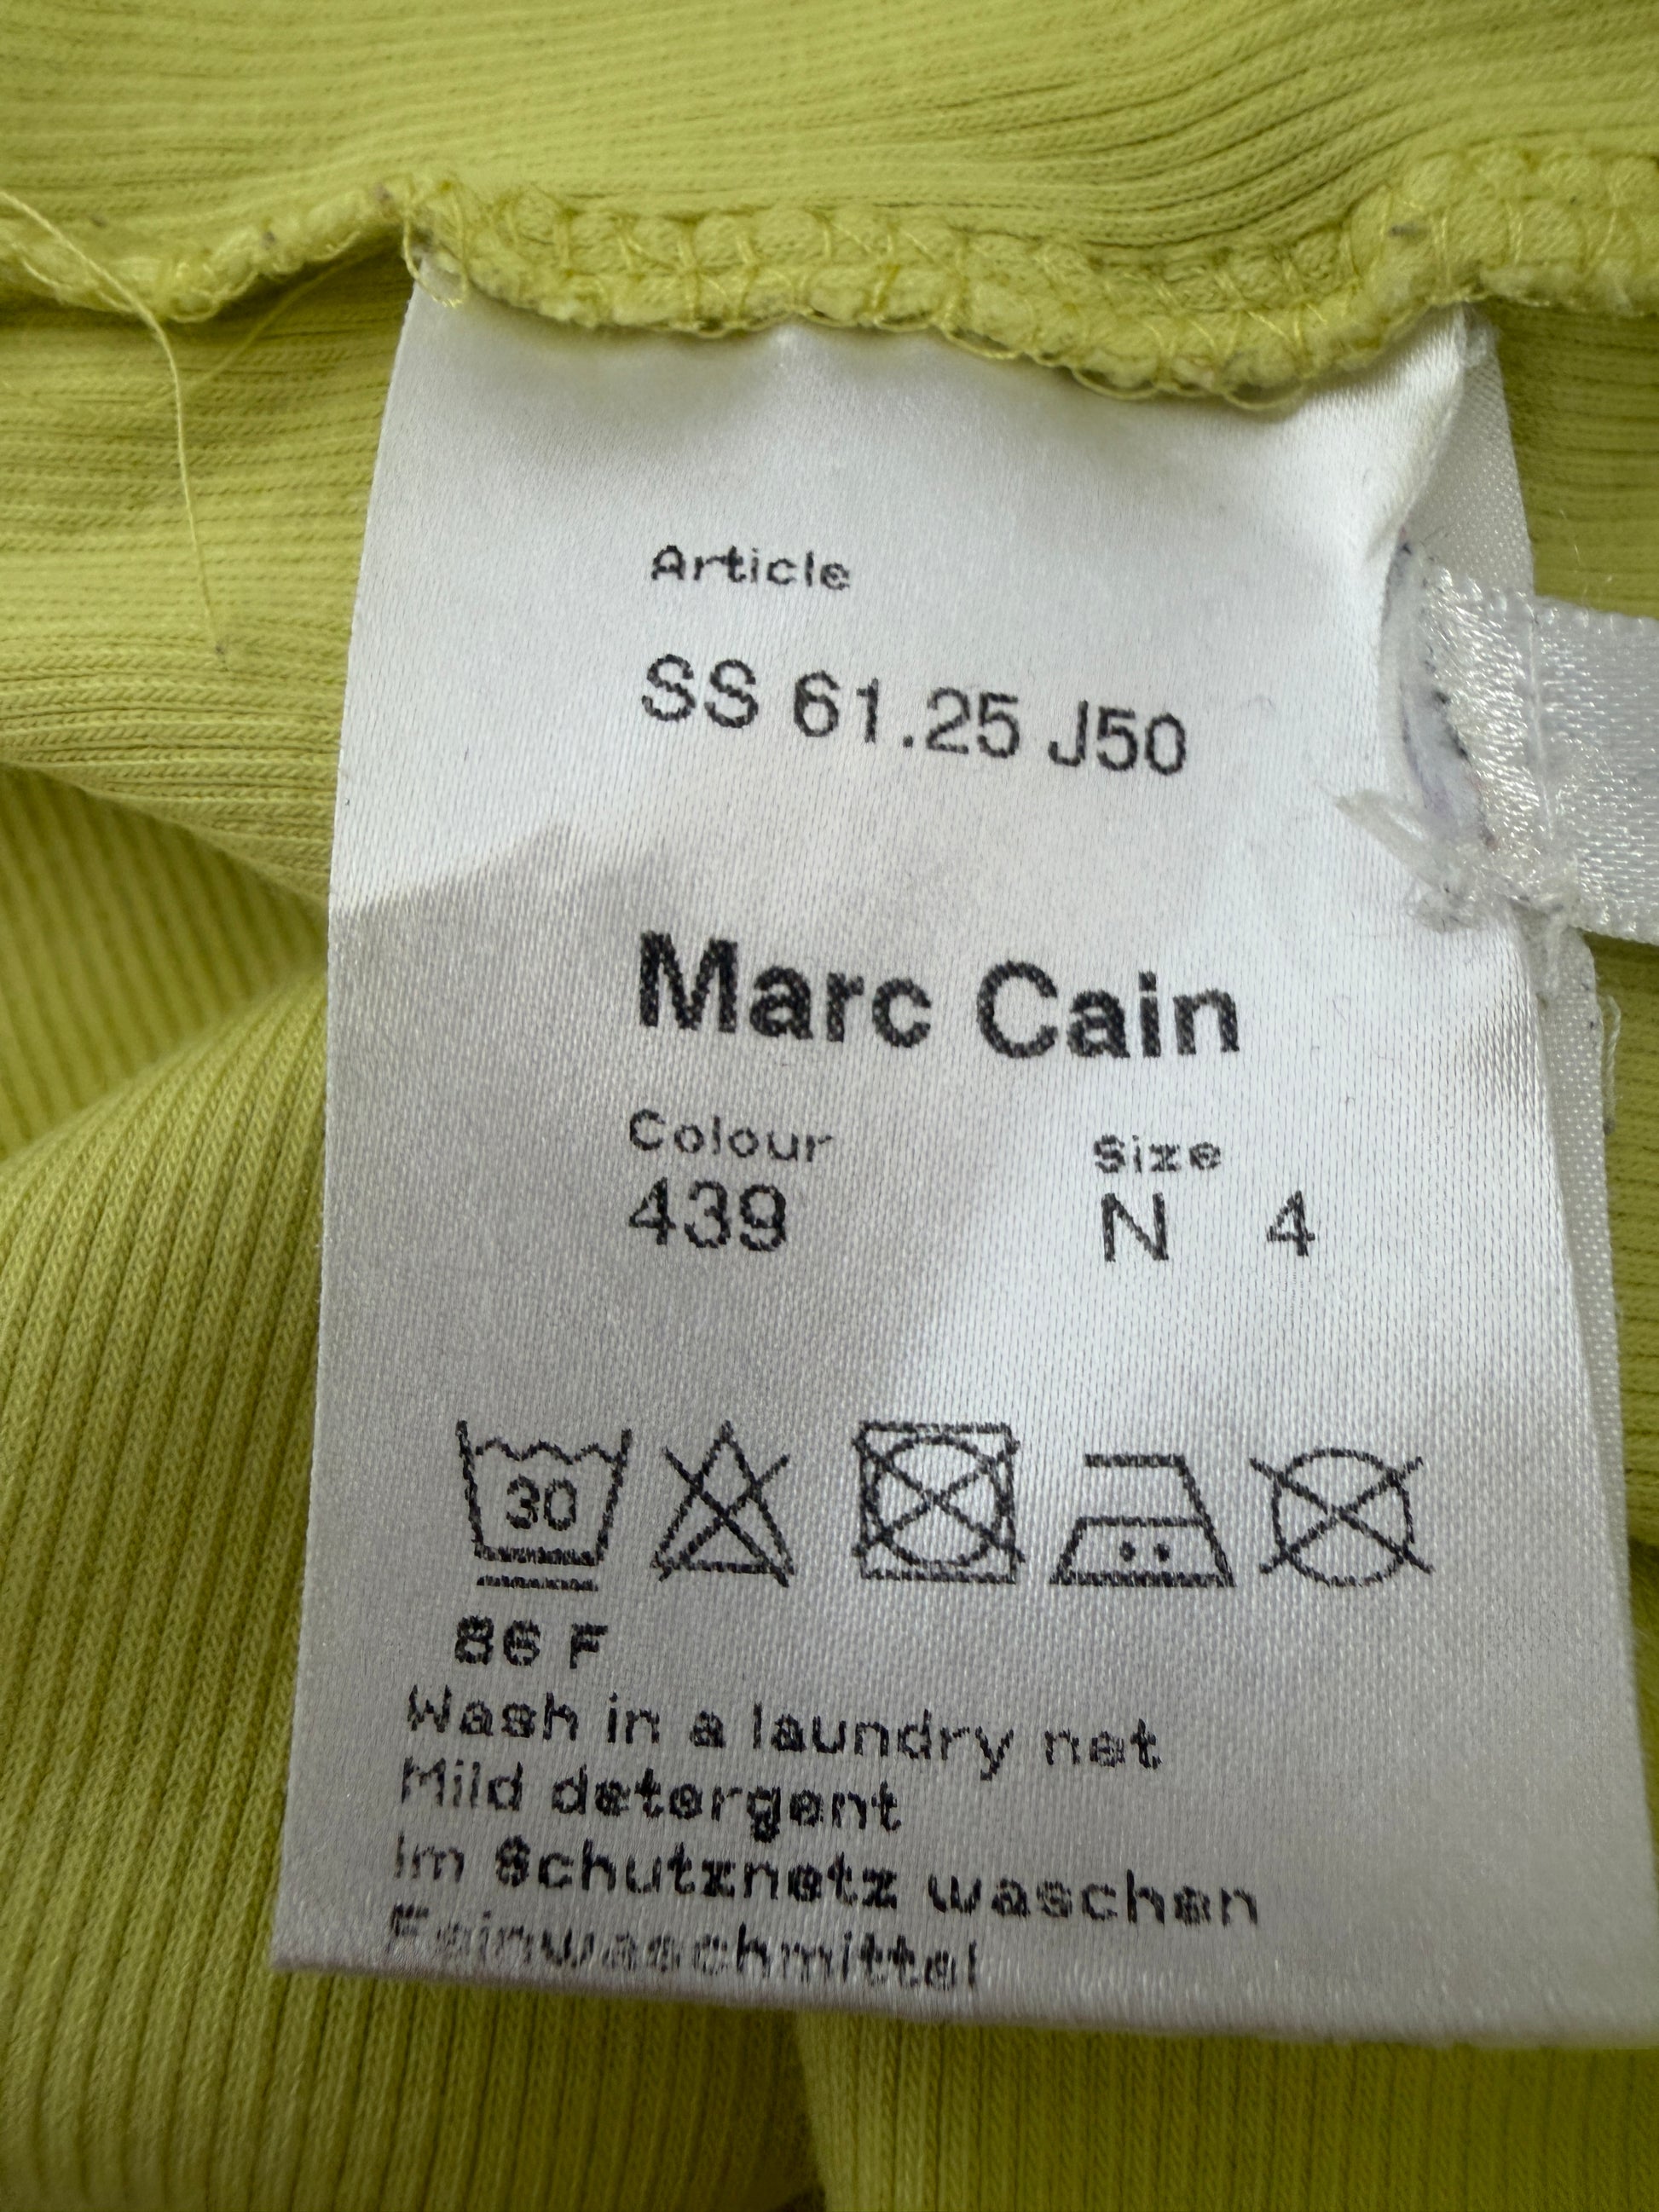 Article
SS 61.25 J50
Marc Cain
Colour Size
439 N 4
30
86 F
Wash in a laundry net
Mild detergent
Im Schutznetz waschen
Feinwaschmittel